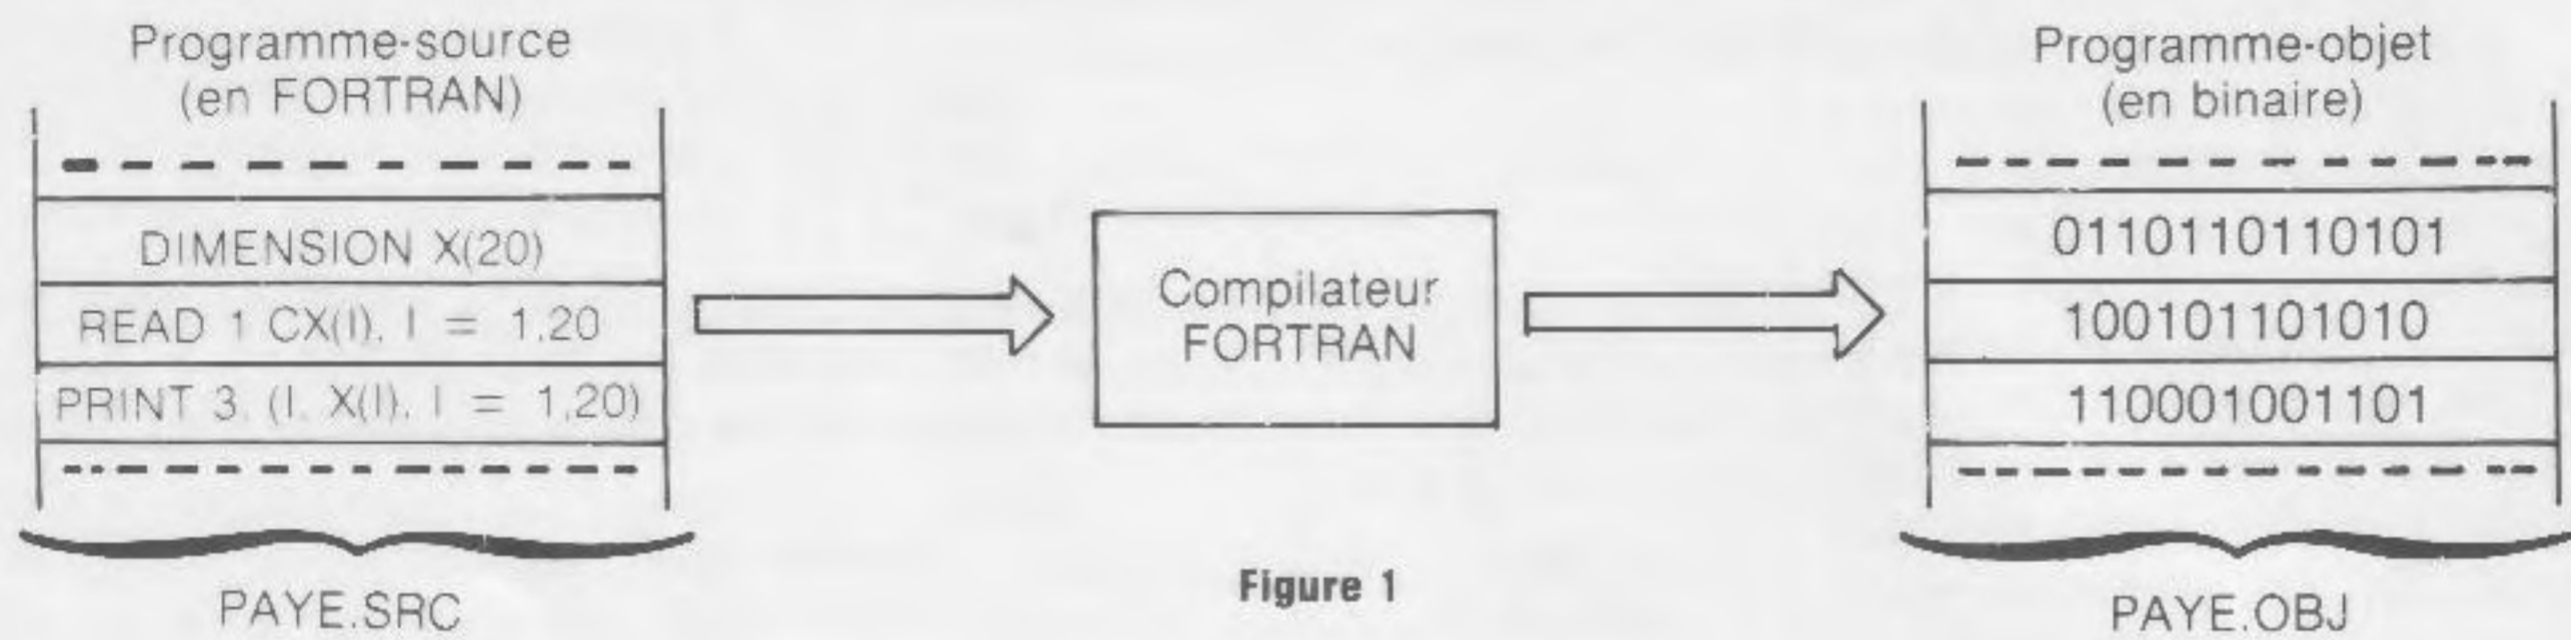 Programme-source
(en FORTRAN)
DIMENSION X(20)
READ 1 CX(I). I = 1.20
PRINT 3. (I. X(I). I = 1.20)
PAYE.SRC
Compilateur
FORTRAN
Figure 1
Programme-objet
(en binaire)
0110110110101
100101101010
110001001101
PAYE.OBJ